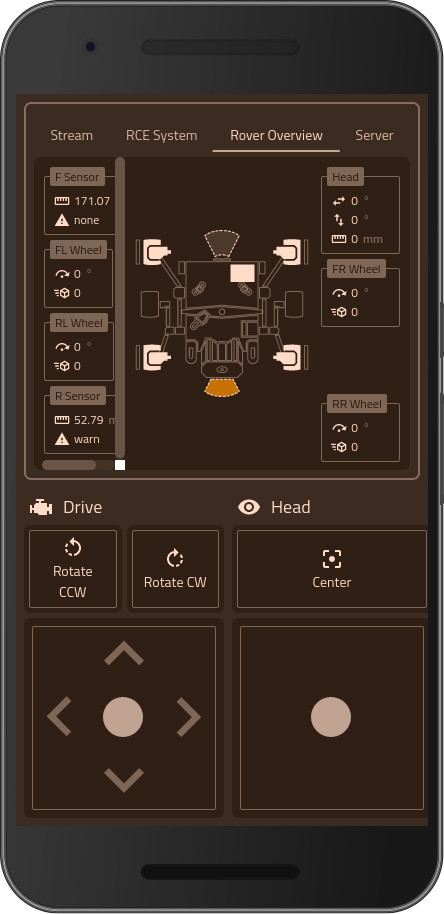 Stream RCE System Rover Overview Server
F Sensor
171.07
none
FL Wheel
0 °
0
RL Wheel
0 °
0
R Sensor
52.79
warn
Head
0 °
0 °
0 mm
FR Wheel
0 °
0
RR Wheel
0 °
0
Drive
Head
Rotate
CCW
Rotate CW
Center